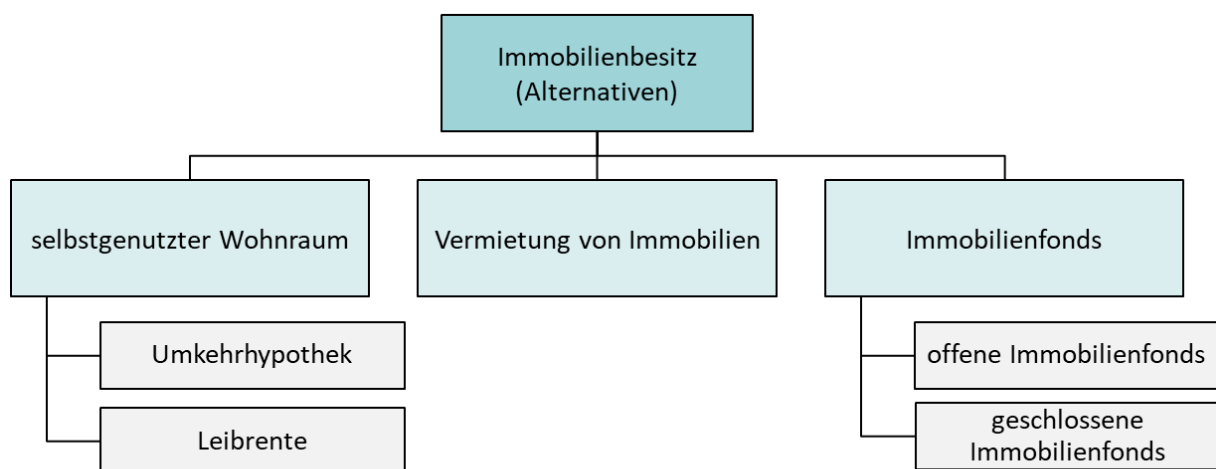 Immobilienbesitz
(Alternativen)
selbstgenutzter Wohnraum
Vermietung von Immobilien
Immobilienfonds
Umkehrhypothek
Leibrente
offene Immobilienfonds
geschlossene
Immobilienfonds